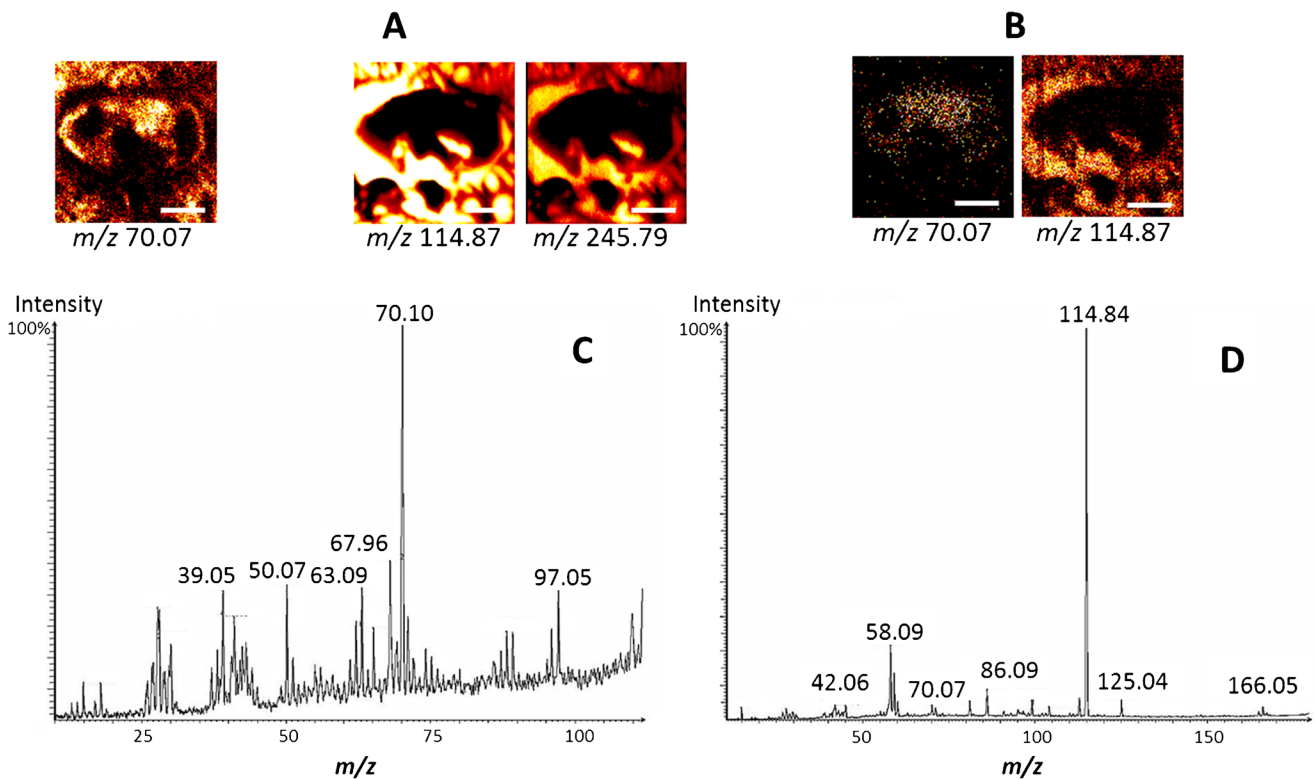 A
B
m/z 70.07
m/z 114.87
m/z 245.79
m/z 70.07
m/z 114.87
Intensity
100%
70.10
C
67.96
39.05
50.07
63.09
97.05
25
50
75
100
m/z
Intensity
100%
114.84
D
58.09
42.06
70.07
86.09
125.04
166.05
50
100
150
m/z